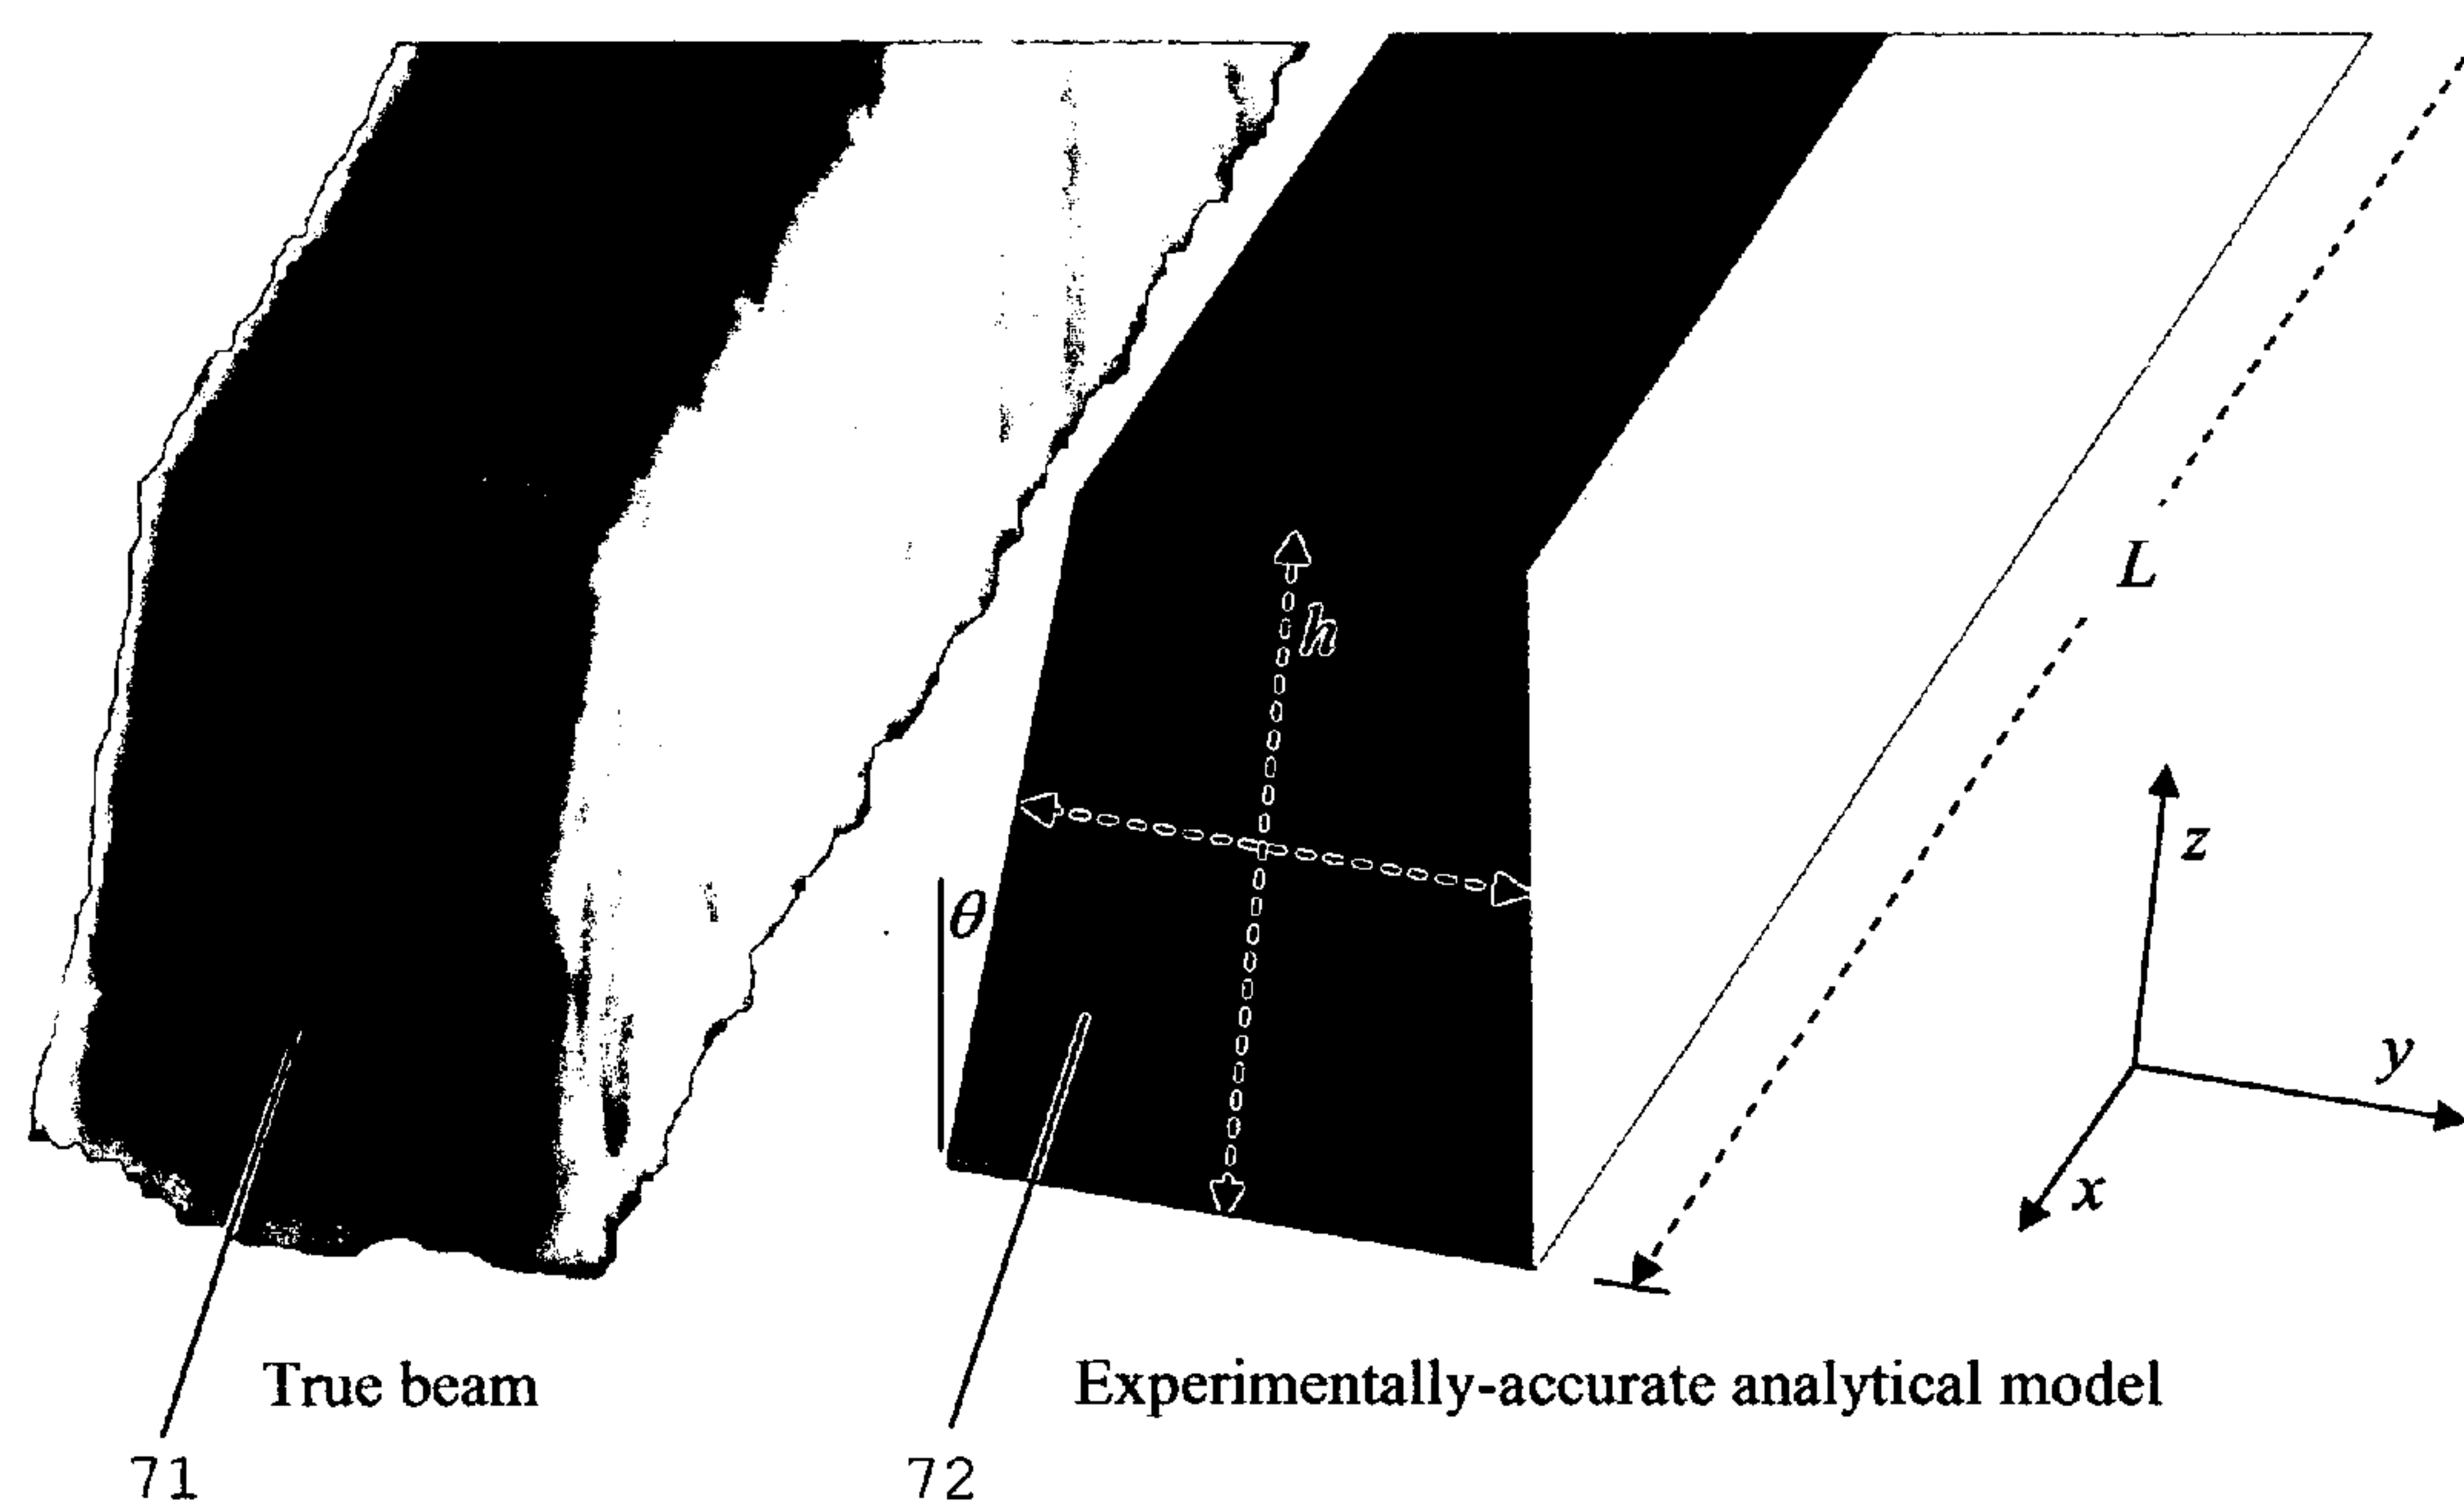 h
L
θ
z
y
x
True beam
Experimentally-accurate analytical model
71
72